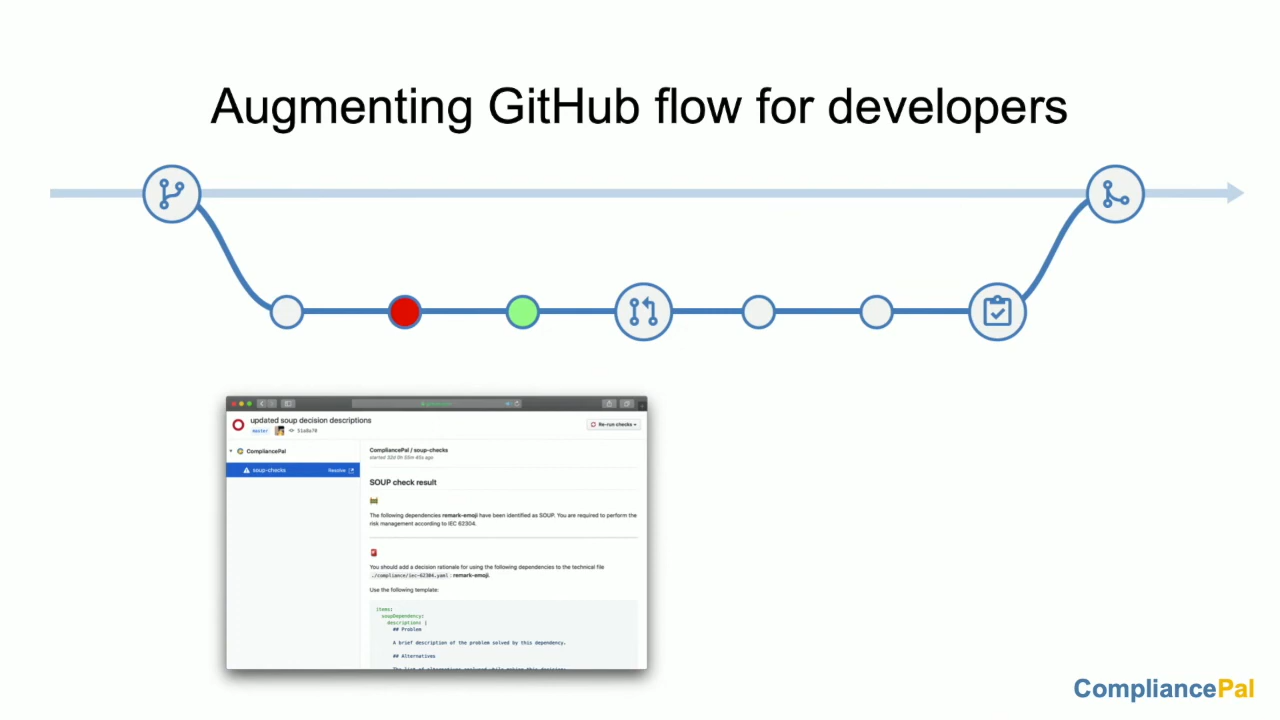 Augmenting GitHub flow for developers
updated soup decision descriptions
master
51a8a78
Re-run checks
CompliancePal
soup-checks
Resolve
CompliancePal / soup-checks
SOUP check result
The following dependencies remark-emoji have been identified as SOUP. You are required to perform the
risk management according to IEC 62304.
You should add a decision rationale for using the following dependencies to the technical file
./compliance/iec-62304.yaml : remark-emoji.
Use the following template:
items:
soupDependency:
descriptions |
## Problem
A brief description of the problem solved by this dependency.
## Alternatives
CompliancePal